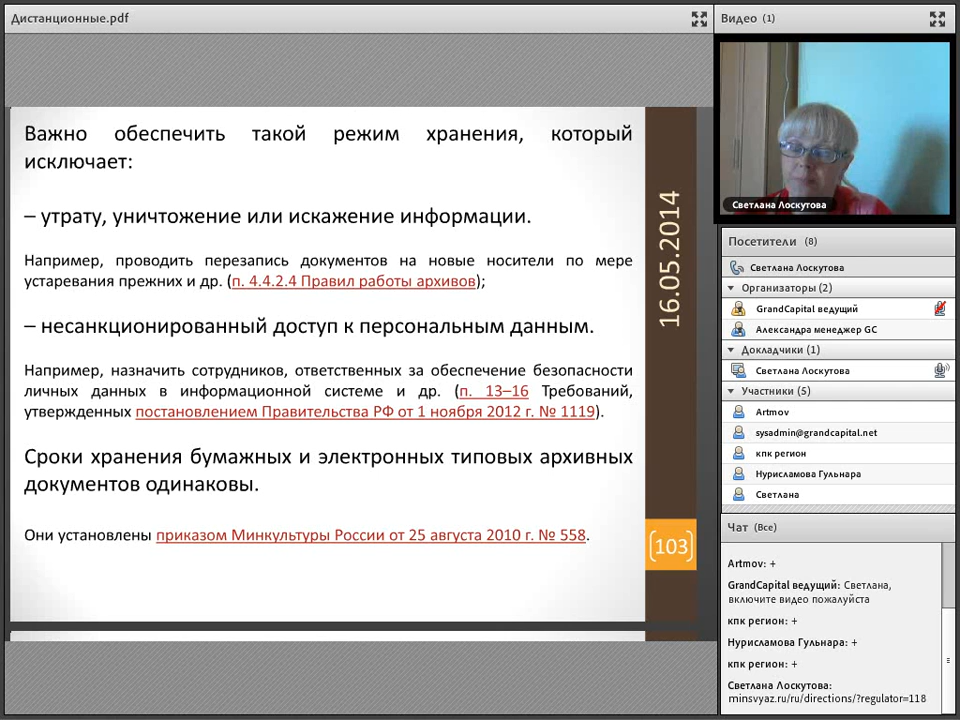 Дистанционные.pdf
Важно обеспечить такой режим хранения, который
исключает:
– утрату, уничтожение или искажение информации.
Например, проводить перезапись документов на новые носители по мере
устаревания прежних и др. (п. 4.4.2.4 Правил работы архивов);
– несанкционированный доступ к персональным данным.
Например, назначить сотрудников, ответственных за обеспечение безопасности
личных данных в информационной системе и др. (п. 13–16 Требований,
утвержденных постановлением Правительства РФ от 1 ноября 2012 г. № 1119).
Сроки хранения бумажных и электронных типовых архивных
документов одинаковы.
Они установлены приказом Минкультуры России от 25 августа 2010 г. № 558.
16.05.2014
103
Видео (1)
Светлана Лоскутова
Посетители (8)
Светлана Лоскутова
Организаторы (2)
GrandCapital ведущий
Александра менеджер GC
Докладчики (1)
Светлана Лоскутова
Участники (5)
Artmov
sysadmin@grandcapital.net
кпк регион
Нурисламова Гульнара
Светлана
Чат (Все)
Artmov: +
GrandCapital ведущий: Светлана,
включите видео пожалуйста
кпк регион: +
Нурисламова Гульнара: +
кпк регион: +
Светлана Лоскутова:
minsvyaz.ru/ru/directions/?regulator=118